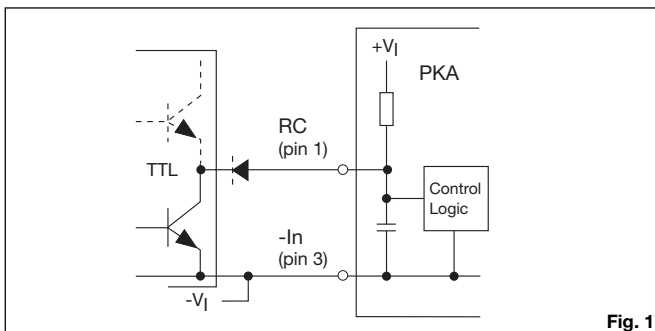 +VI
PKA
RC
(pin 1)
TTL
Control
Logic
-In
(pin 3)
-VI
Fig. 1